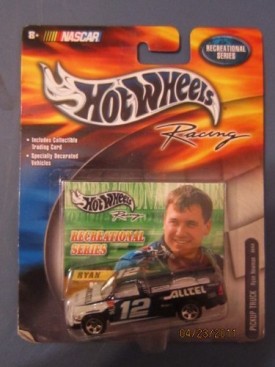 8+
NASCAR
RECREATIONAL
SERIES
HOT WHEELS
Racing
• Includes Collectible
Trading Card
• Specially Decorated
Vehicles
HOT WHEELS
Racing
RECREATIONAL
SERIES
RYAN
12
ALLTEL
PICKUP TRUCK
04/23/2011